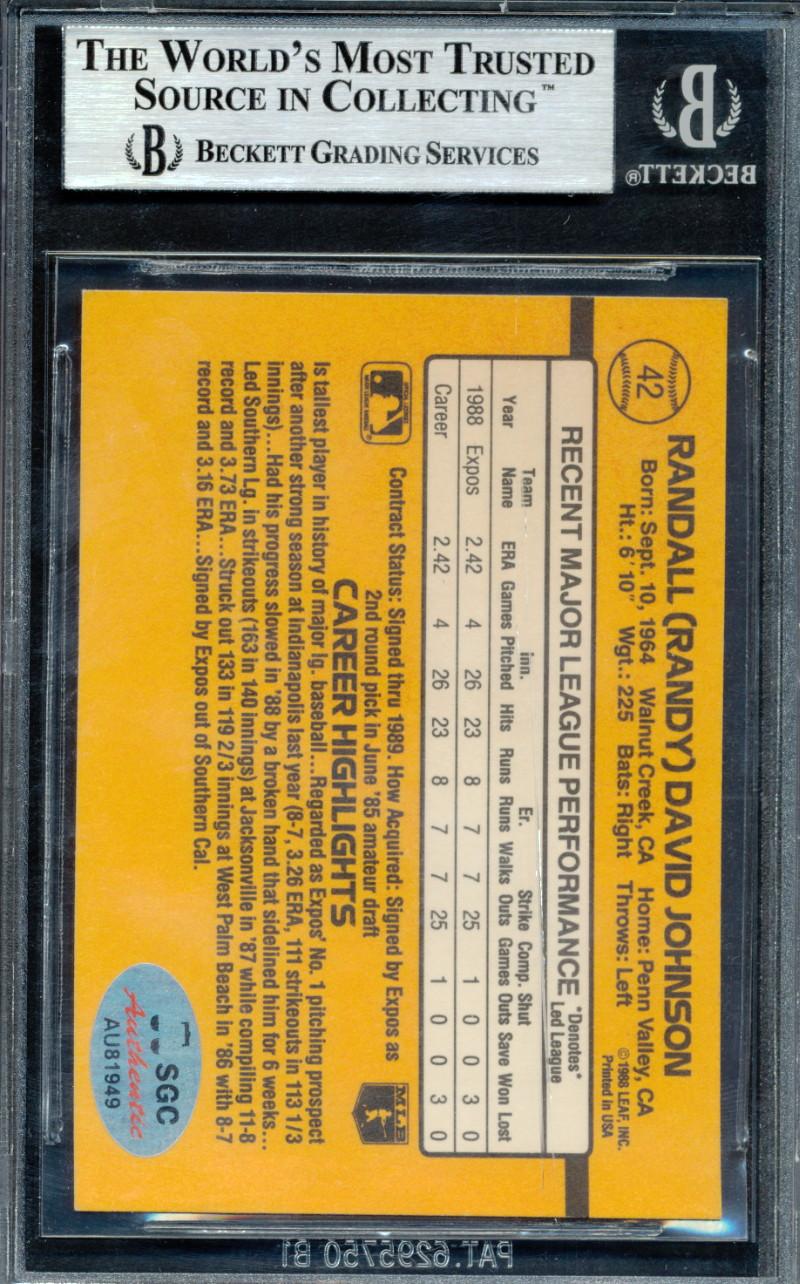 THE WORLD'S MOST TRUSTED
SOURCE IN COLLECTING™
B BECKETT GRADING SERVICES
B
BECKETT®
42
RANDALL (RANDY) DAVID JOHNSON
Born: Sept. 10, 1964 Walnut Creek, CA Home: Penn Valley, CA
Ht.: 6'10" Wgt.: 225 Bats: Right Throws: Left
©1988 LEAF, INC.
Printed in USA
RECENT MAJOR LEAGUE PERFORMANCE
*Denotes*
Led League
Team Inn. Er. Strike Comp. Shut
Year Name ERA Games Pitched Hits Runs Runs Walks Outs Games Outs Save Won Lost
1988 Expos 2.42 4 26 23 8 7 7 25 1 0 0 3 0
Career 2.42 4 26 23 8 7 7 25 1 0 0 3 0
Contract Status: Signed thru 1989. How Acquired: Signed by Expos as
2nd round pick in June '85 amateur draft
MLB
CAREER HIGHLIGHTS
Is tallest player in history of major lg. baseball...Regarded as Expos' No. 1 pitching prospect
after another strong season at Indianapolis last year (8-7, 3.26 ERA, 111 strikeouts in 113 1/3
innings)...Had his progress slowed in '88 by a broken hand that sidelined him for 6 weeks...
Led Southern Lg. in strikeouts (163 in 140 innings) at Jacksonville in '87 while compiling 11-8
record and 3.73 ERA...Struck out 133 in 119 2/3 innings at West Palm Beach in '86 with 8-7
record and 3.16 ERA...Signed by Expos out of Southern Cal.
SGC
Authentic
AU81949
PAT.6295750 B1